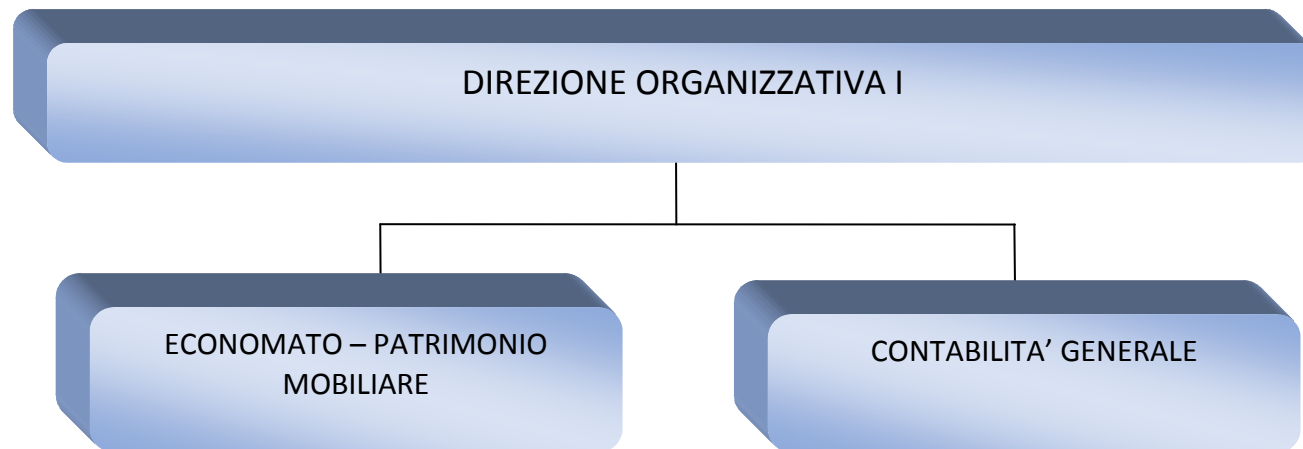 DIREZIONE ORGANIZZATIVA I
ECONOMATO – PATRIMONIO
MOBILIARE
CONTABILITA’ GENERALE